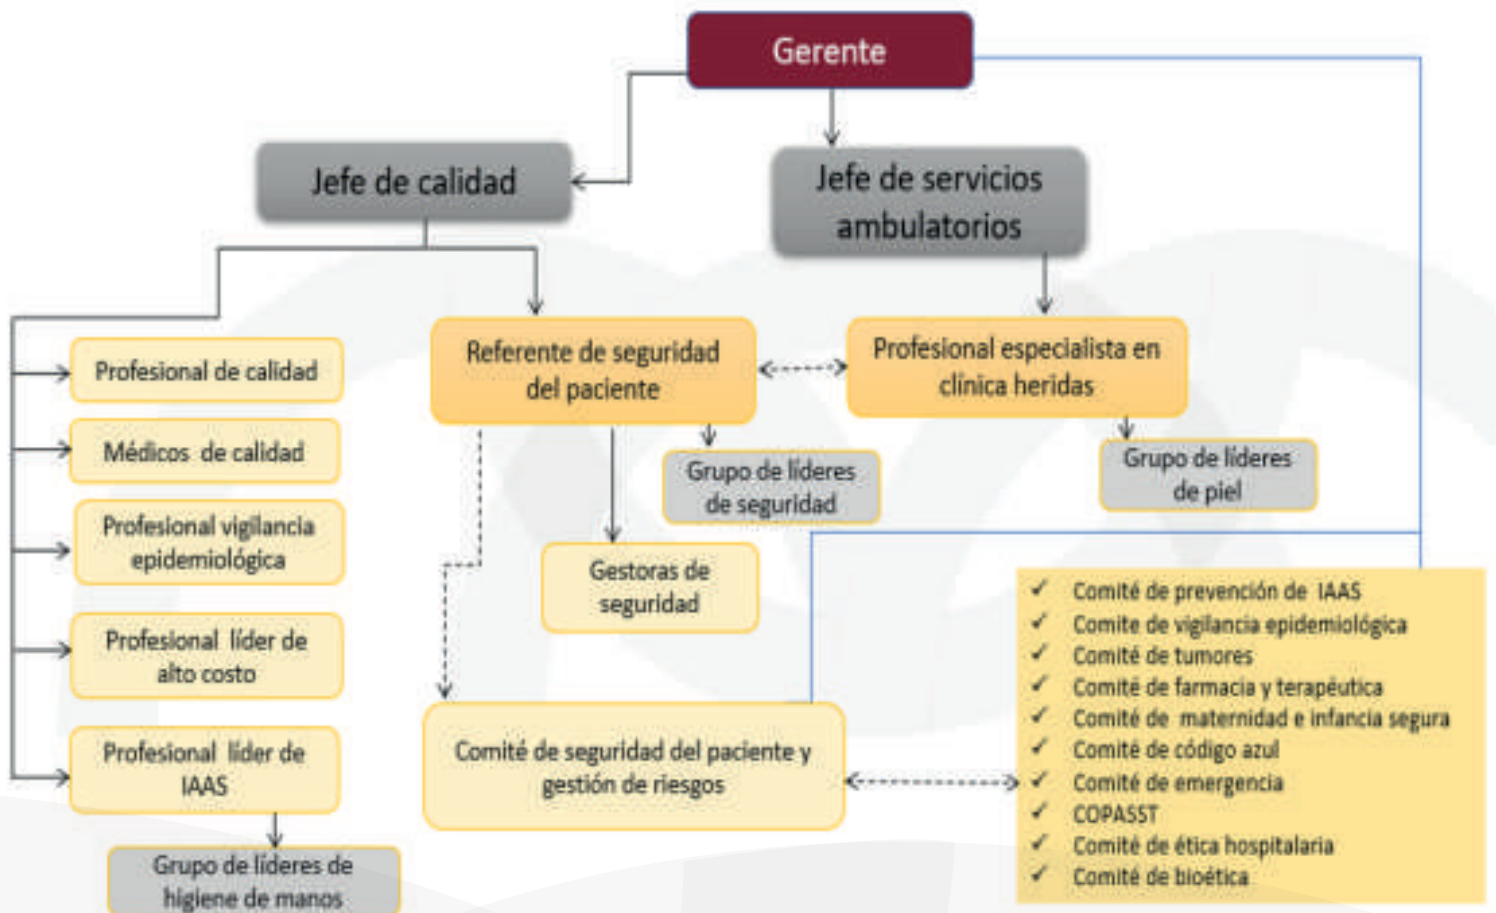 Gerente
Jefe de calidad
Jefe de servicios
ambulatorios
Profesional de calidad
Médicos de calidad
Profesional vigilancia
epidemiológica
Profesional líder de
alto costo
Profesional líder de
IAAS
Grupo de líderes de
higiene de manos
Referente de seguridad
del paciente
Grupo de líderes
de seguridad
Gestoras de
seguridad
Comité de seguridad del paciente y
gestión de riesgos
Profesional especialista en
clínica heridas
Grupo de líderes
de piel
✓ Comité de prevención de IAAS
✓ Comite de vigilancia epidemiológica
✓ Comité de tumores
✓ Comité de farmacia y terapéutica
✓ Comité de maternidad e infancia segura
✓ Comité de código azul
✓ Comité de emergencia
✓ COPASST
✓ Comité de ética hospitalaria
✓ Comité de bioética